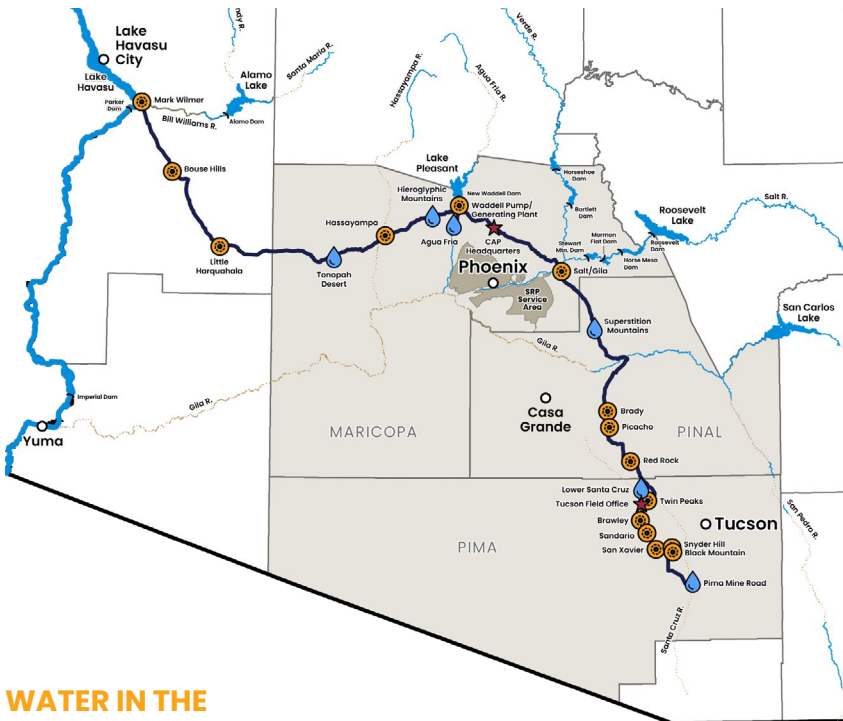 Lake
Havasu
City
Lake
Havasu
Parker
Dam
Mark Wilmer
Bill Williams R.
Alamo Dam
Alamo
Lake
Santa Maria R.
Hassayampa R.
Agua Fria R.
Verde R.
Bouse Hills
Little
Harquahala
Hassayampa
Tonopah
Desert
Hieroglyphic
Mountains
Lake
Pleasant
New Waddell Dam
Waddell Pump/
Generating Plant
Agua Fria
CAP
Headquarters
Phoenix
SRP
Service
Area
Horseshoe
Dam
Bartlett
Dam
Stewart
Mtn. Dam
Mormon
Flat Dam
Horse Mesa
Dam
Roosevelt
Dam
Roosevelt
Lake
Salt R.
Salt/Gila
Superstition
Mountains
San Carlos
Lake
Gila R.
Gila R.
Imperial Dam
Yuma
Casa
Grande
MARICOPA
PINAL
Brady
Picacho
Red Rock
Lower Santa Cruz
Twin Peaks
Tucson Field Office
Brawley
Tucson
Sandario
Snyder Hill
San Xavier
Black Mountain
PIMA
Pima Mine Road
Santa Cruz R.
San Pedro R.
WATER IN THE